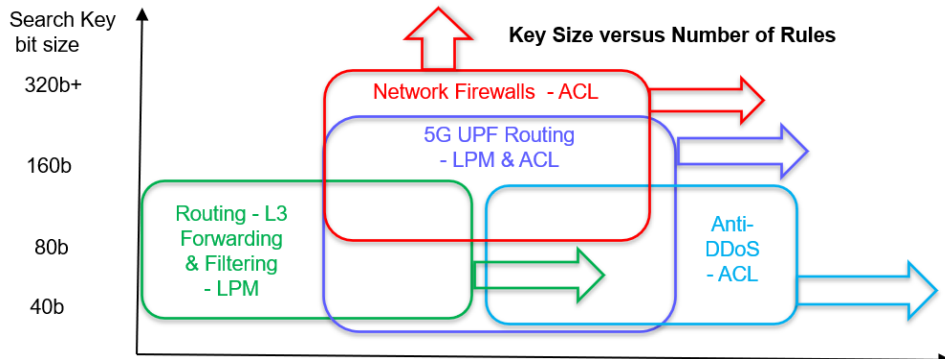 Search Key
bit size
Key Size versus Number of Rules
320b+
Network Firewalls - ACL
5G UPF Routing
- LPM & ACL
160b
Routing - L3
Forwarding
& Filtering
- LPM
Anti-
DDoS
- ACL
80b
40b